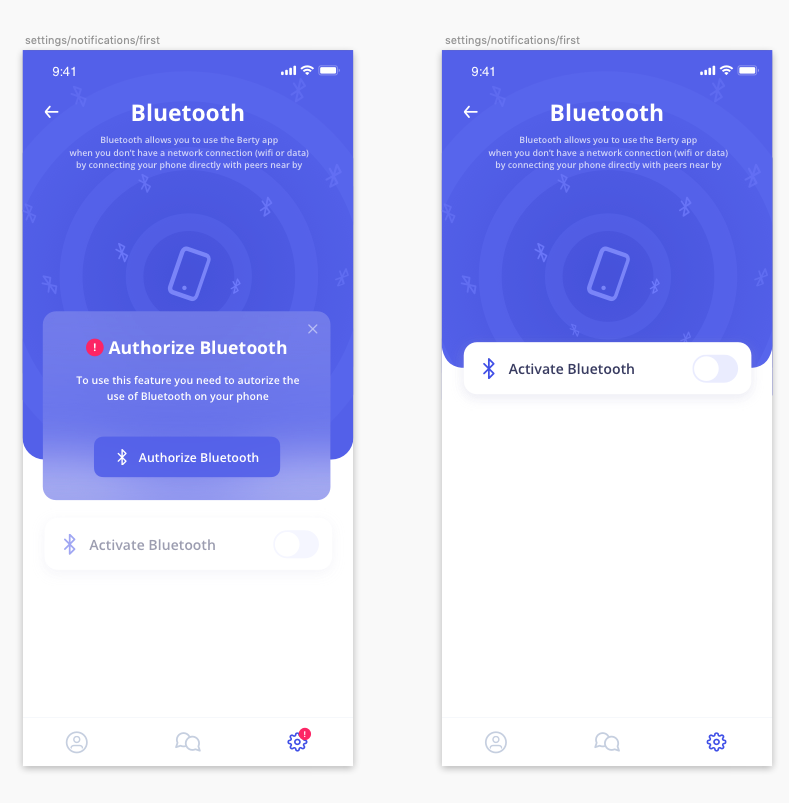 settings/notifications/first
9:41
Bluetooth
Bluetooth allows you to use the Berty app
when you don't have a network connection (wifi or data)
by connecting your phone directly with peers near by
! Authorize Bluetooth
To use this feature you need to autorize the
use of Bluetooth on your phone
Authorize Bluetooth
Activate Bluetooth
!
settings/notifications/first
9:41
Bluetooth
Bluetooth allows you to use the Berty app
when you don't have a network connection (wifi or data)
by connecting your phone directly with peers near by
Activate Bluetooth